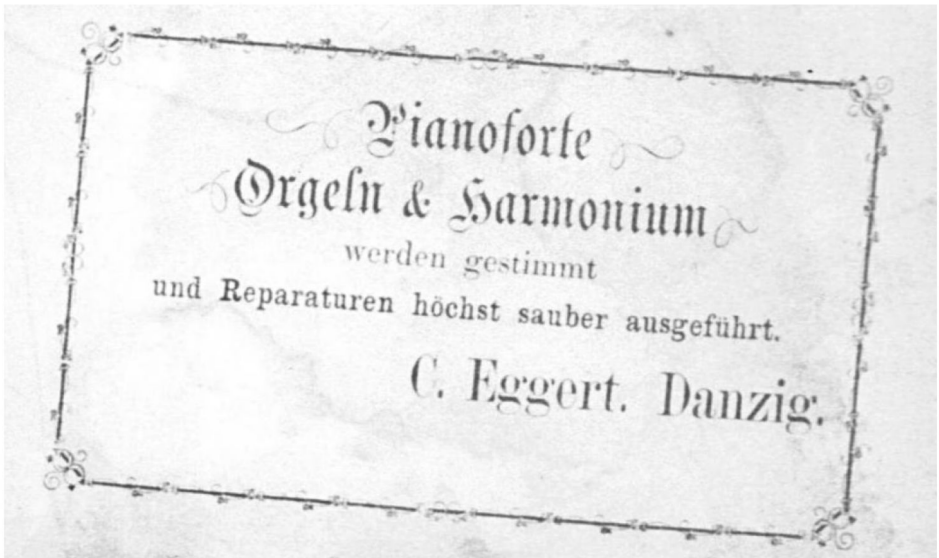 Pianoforte
Orgeln & Harmonium
werden gestimmt
und Reparaturen höchst sauber ausgeführt.
C. Eggert. Danzig.